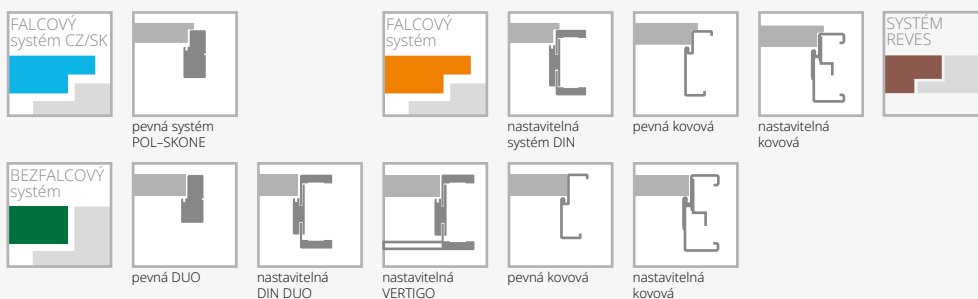 FALCOVÝ
systém CZ/SK
pevná systém
POL–SKONE
FALCOVÝ
systém
nastavitelná
systém DIN
pevná kovová
nastavitelná
kovová
SYSTÉM
REVES
BEZFALCOVÝ
systém
pevná DUO
nastavitelná
DIN DUO
nastavitelná
VERTIGO
pevná kovová
nastavitelná
kovová